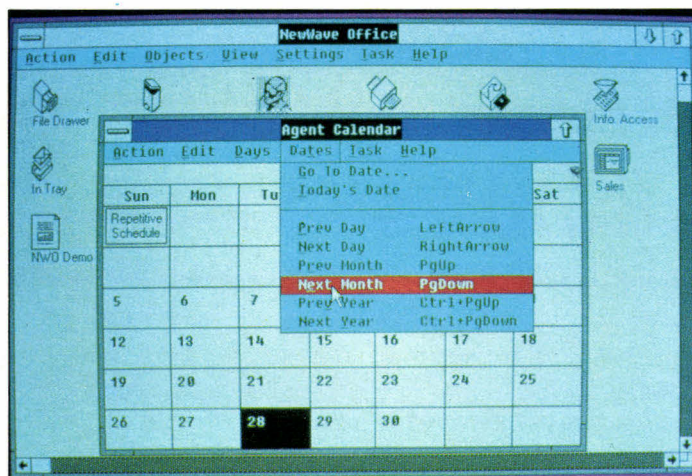 NewWave Office
Action Edit Objects View Settings Task Help
File Drawer
Info Access
Agent Calendar
Action Edit Days Dates Task Help
In Tray
Sales
Go To Date...
Today's Date
Sun Mon Tu Sat
Repetitive
Schedule
Prev Day LeftArrow
Next Day RightArrow
NWO Demo
Prev Month PgUp
Next Month PgDown
5 6 7
Prev Year Ctrl+PgUp
Next Year Ctrl+PgDown
12 13 14 15 16 17 18
19 20 21 22 23 24 25
26 27 28 29 30